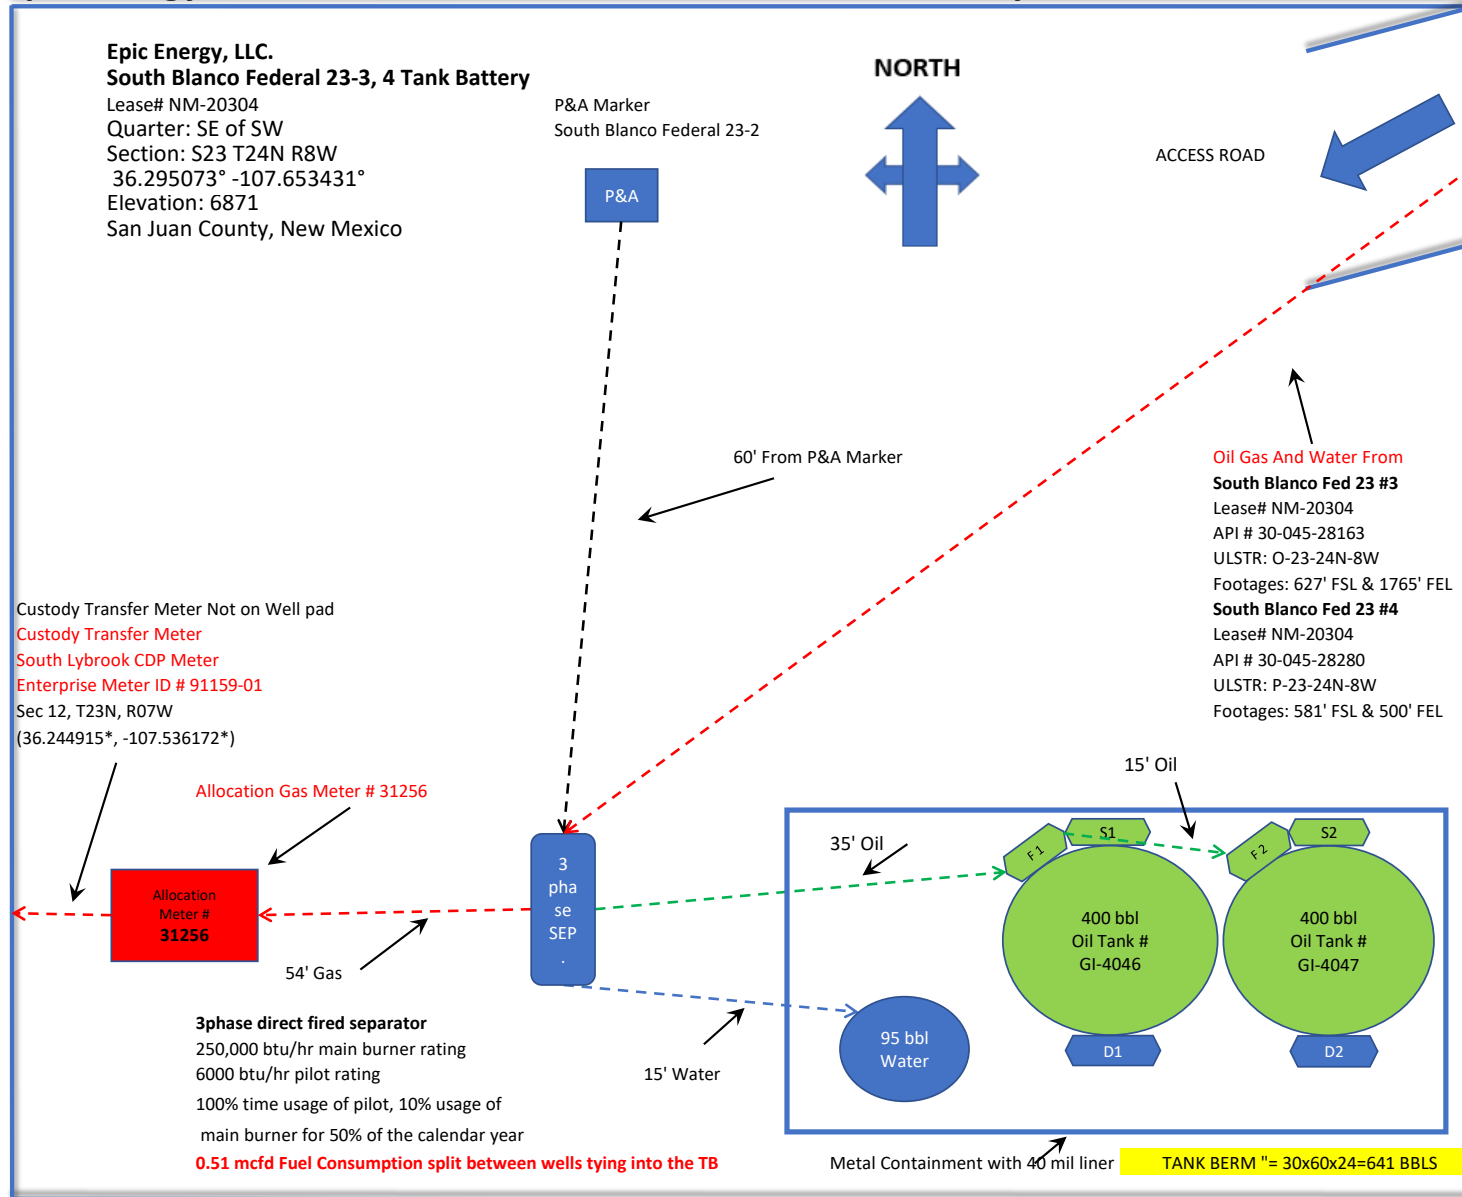 Epic Energy, LLC.
South Blanco Federal 23-3, 4 Tank Battery
Lease# NM-20304
Quarter: SE of SW
Section: S23 T24N R8W
36.295073° -107.653431°
Elevation: 6871
San Juan County, New Mexico
P&A Marker
South Blanco Federal 23-2
P&A
NORTH
ACCESS ROAD
60' From P&A Marker
Oil Gas And Water From
South Blanco Fed 23 #3
Lease# NM-20304
API # 30-045-28163
ULSTR: O-23-24N-8W
Footages: 627' FSL & 1765' FEL
South Blanco Fed 23 #4
Lease# NM-20304
API # 30-045-28280
ULSTR: P-23-24N-8W
Footages: 581' FSL & 500' FEL
Custody Transfer Meter Not on Well pad
Custody Transfer Meter
South Lybrook CDP Meter
Enterprise Meter ID # 91159-01
Sec 12, T23N, R07W
(36.244915*, -107.536172*)
Allocation Gas Meter # 31256
Allocation
Meter #
31256
54' Gas
3
pha
se
SEP
.
35' Oil
15' Oil
F 1
S1
F 2
S2
400 bbl
Oil Tank #
GI-4046
400 bbl
Oil Tank #
GI-4047
D1
D2
95 bbl
Water
15' Water
3phase direct fired separator
250,000 btu/hr main burner rating
6000 btu/hr pilot rating
100% time usage of pilot, 10% usage of
main burner for 50% of the calendar year
0.51 mcfd Fuel Consumption split between wells tying into the TB
Metal Containment with 40 mil liner
TANK BERM "= 30x60x24=641 BBLS